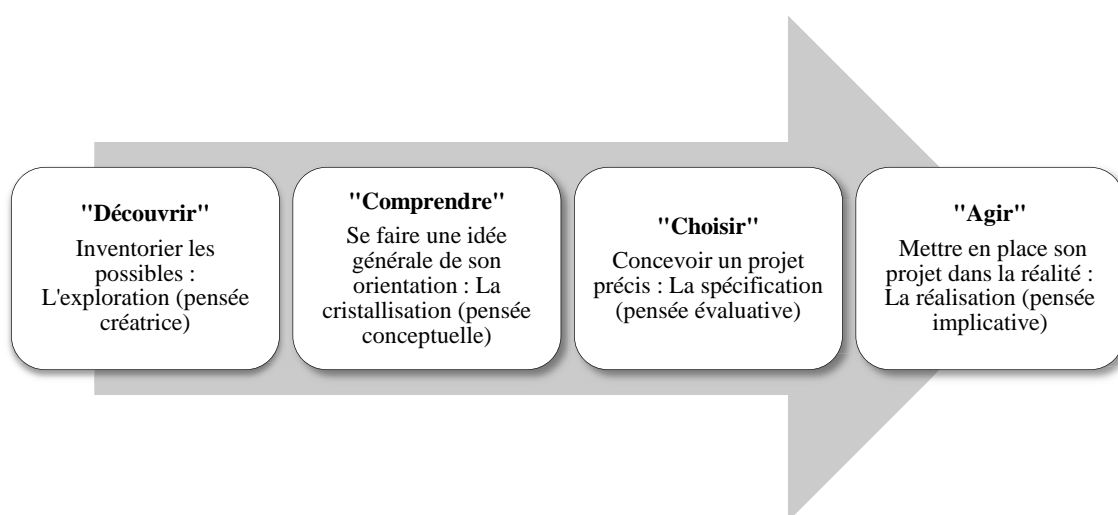 "Découvrir"
Inventorier les
possibles :
L'exploration (pensée
créatrice)
"Comprendre"
Se faire une idée
générale de son
orientation : La
cristallisation (pensée
conceptuelle)
"Choisir"
Concevoir un projet
précis : La spécification
(pensée évaluative)
"Agir"
Mettre en place son
projet dans la réalité :
La réalisation (pensée
implicative)